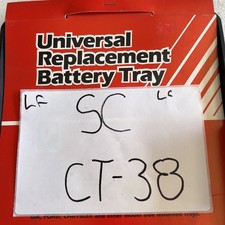 Universal
Replacement
Battery Tray
LF SC LC
CT-38